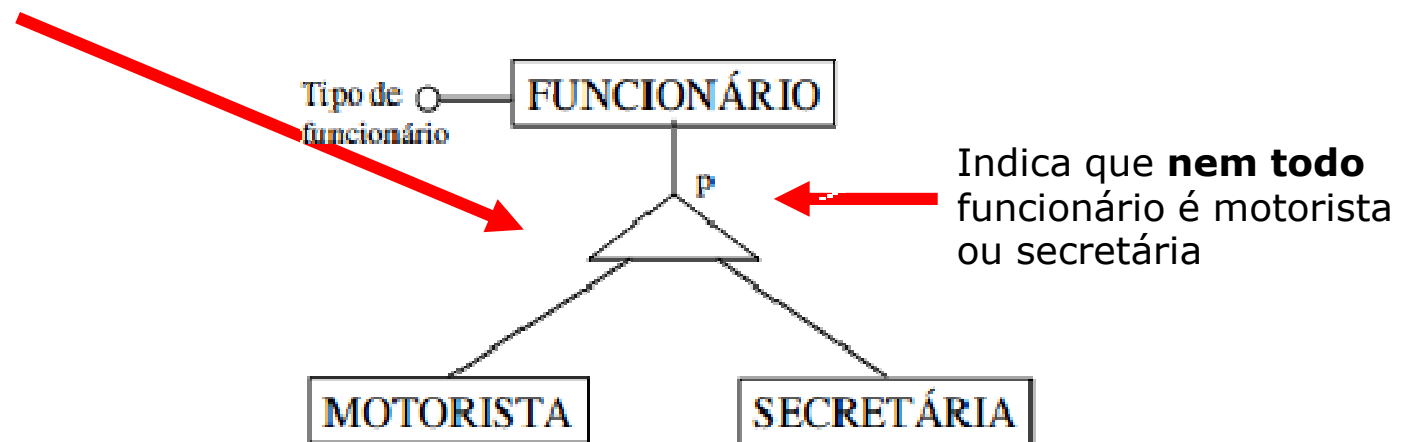 Tipo de
funcionário
FUNCIONÁRIO
p
Indica que nem todo
funcionário é motorista
ou secretária
MOTORISTA
SECRETÁRIA